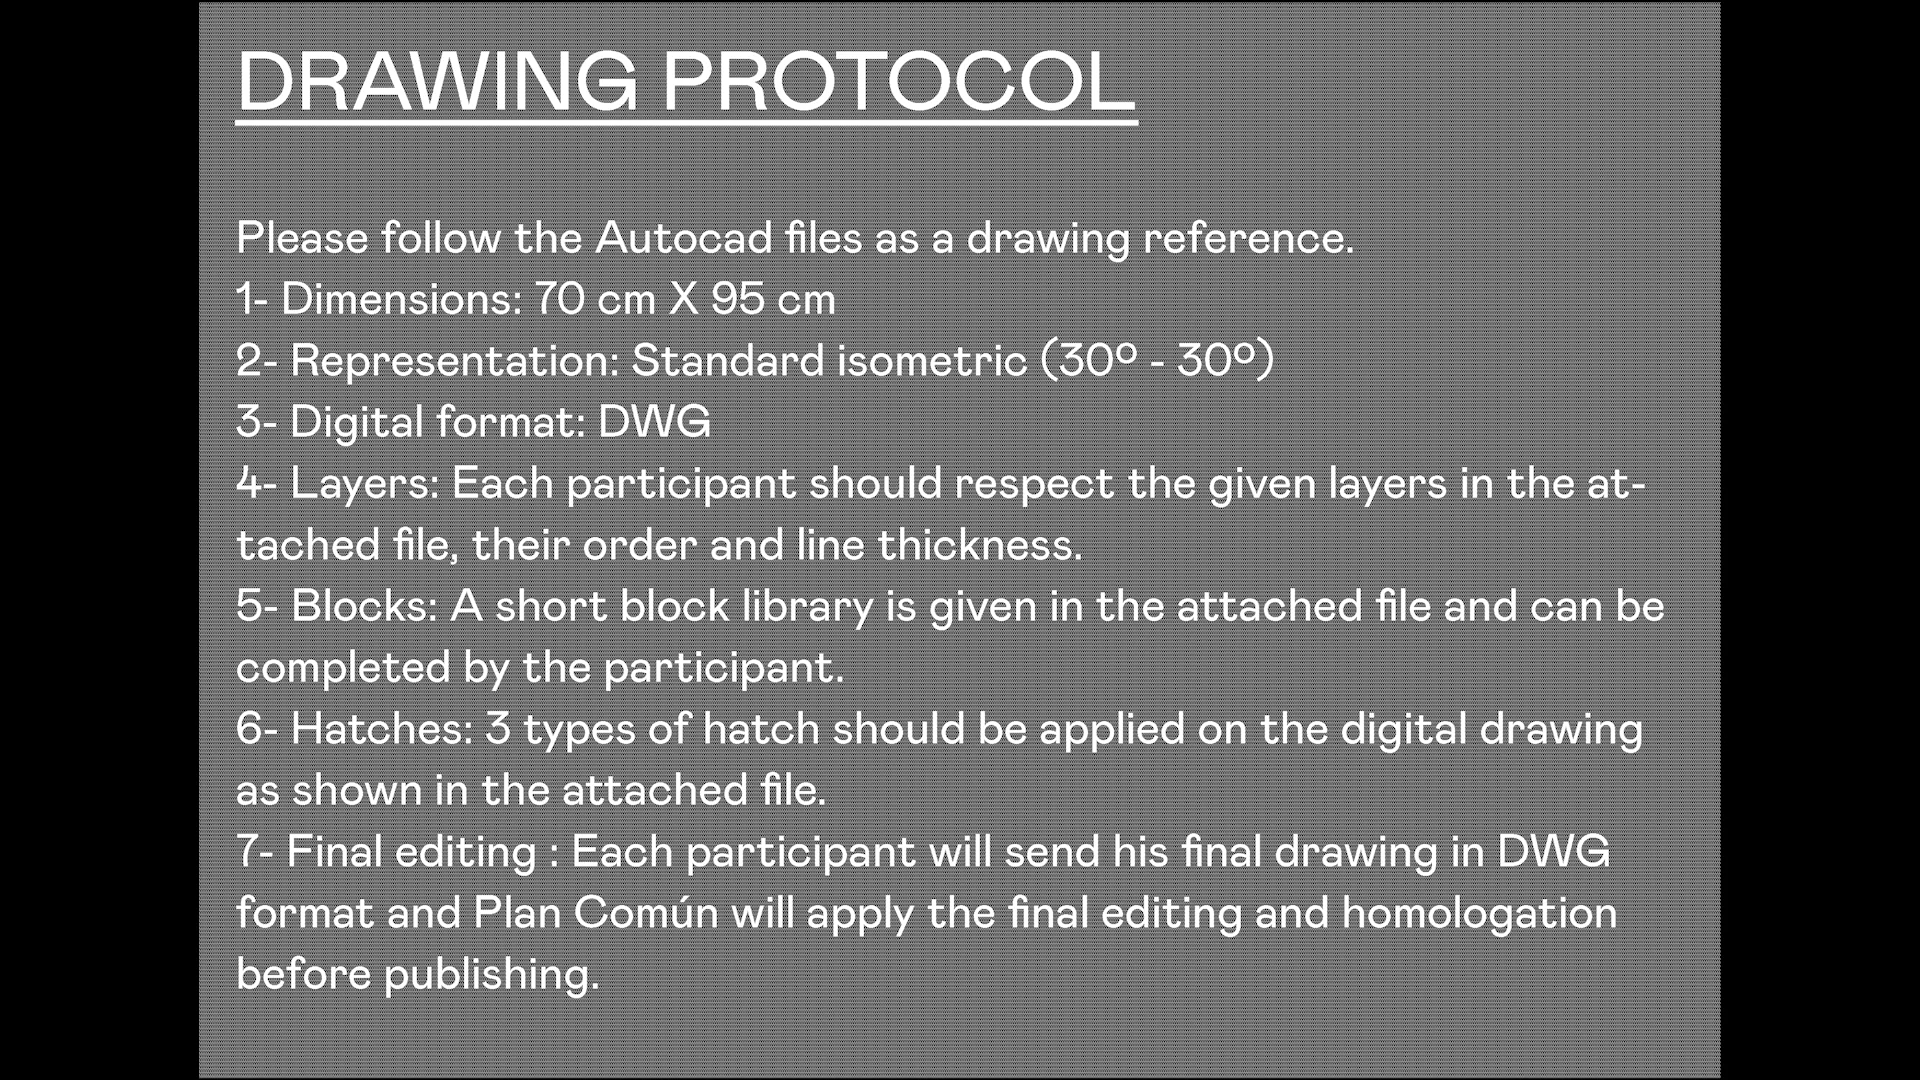 DRAWING PROTOCOL
Please follow the Autocad files as a drawing reference.
1- Dimensions: 70 cm X 95 cm
2- Representation: Standard isometric (30º - 30º)
3- Digital format: DWG
4- Layers: Each participant should respect the given layers in the at-
tached file, their order and line thickness.
5- Blocks: A short block library is given in the attached file and can be
completed by the participant.
6- Hatches: 3 types of hatch should be applied on the digital drawing
as shown in the attached file.
7- Final editing : Each participant will send his final drawing in DWG
format and Plan Común will apply the final editing and homologation
before publishing.